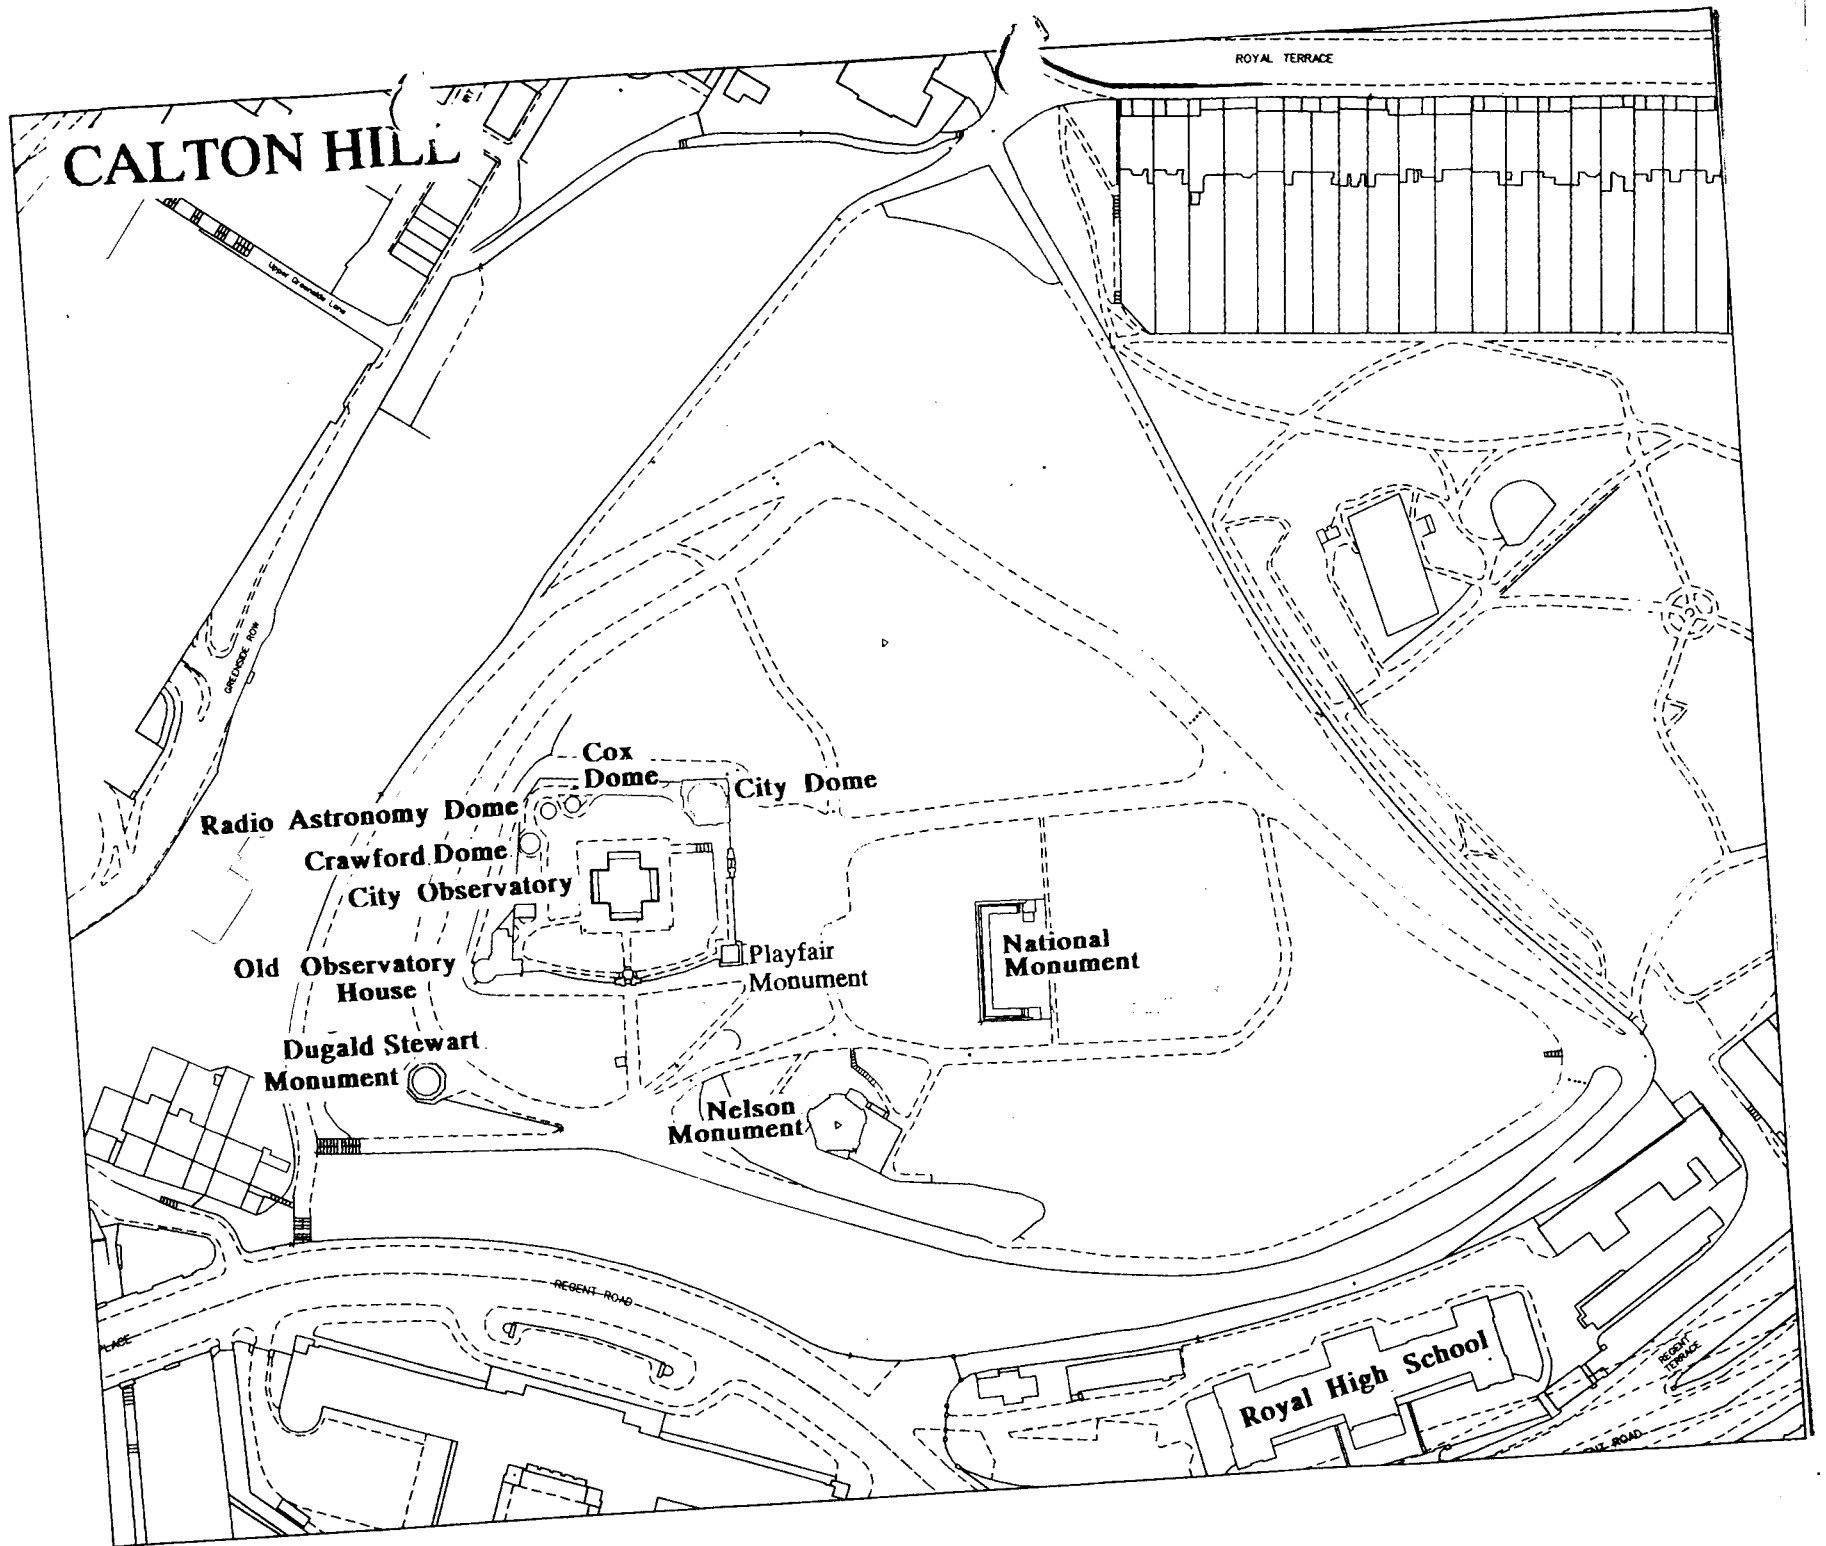 ROYAL TERRACE
CALTON HILL
Upper Greenside Lane
GREENSIDE ROW
Cox
Dome
City Dome
Radio Astronomy Dome
Crawford Dome
City Observatory
National
Monument
Playfair
Monument
Old Observatory
House
Dugald Stewart
Monument
Nelson
Monument
REGENT ROAD
PLACE
Royal High School
REGENT
TERRACE
ROAD